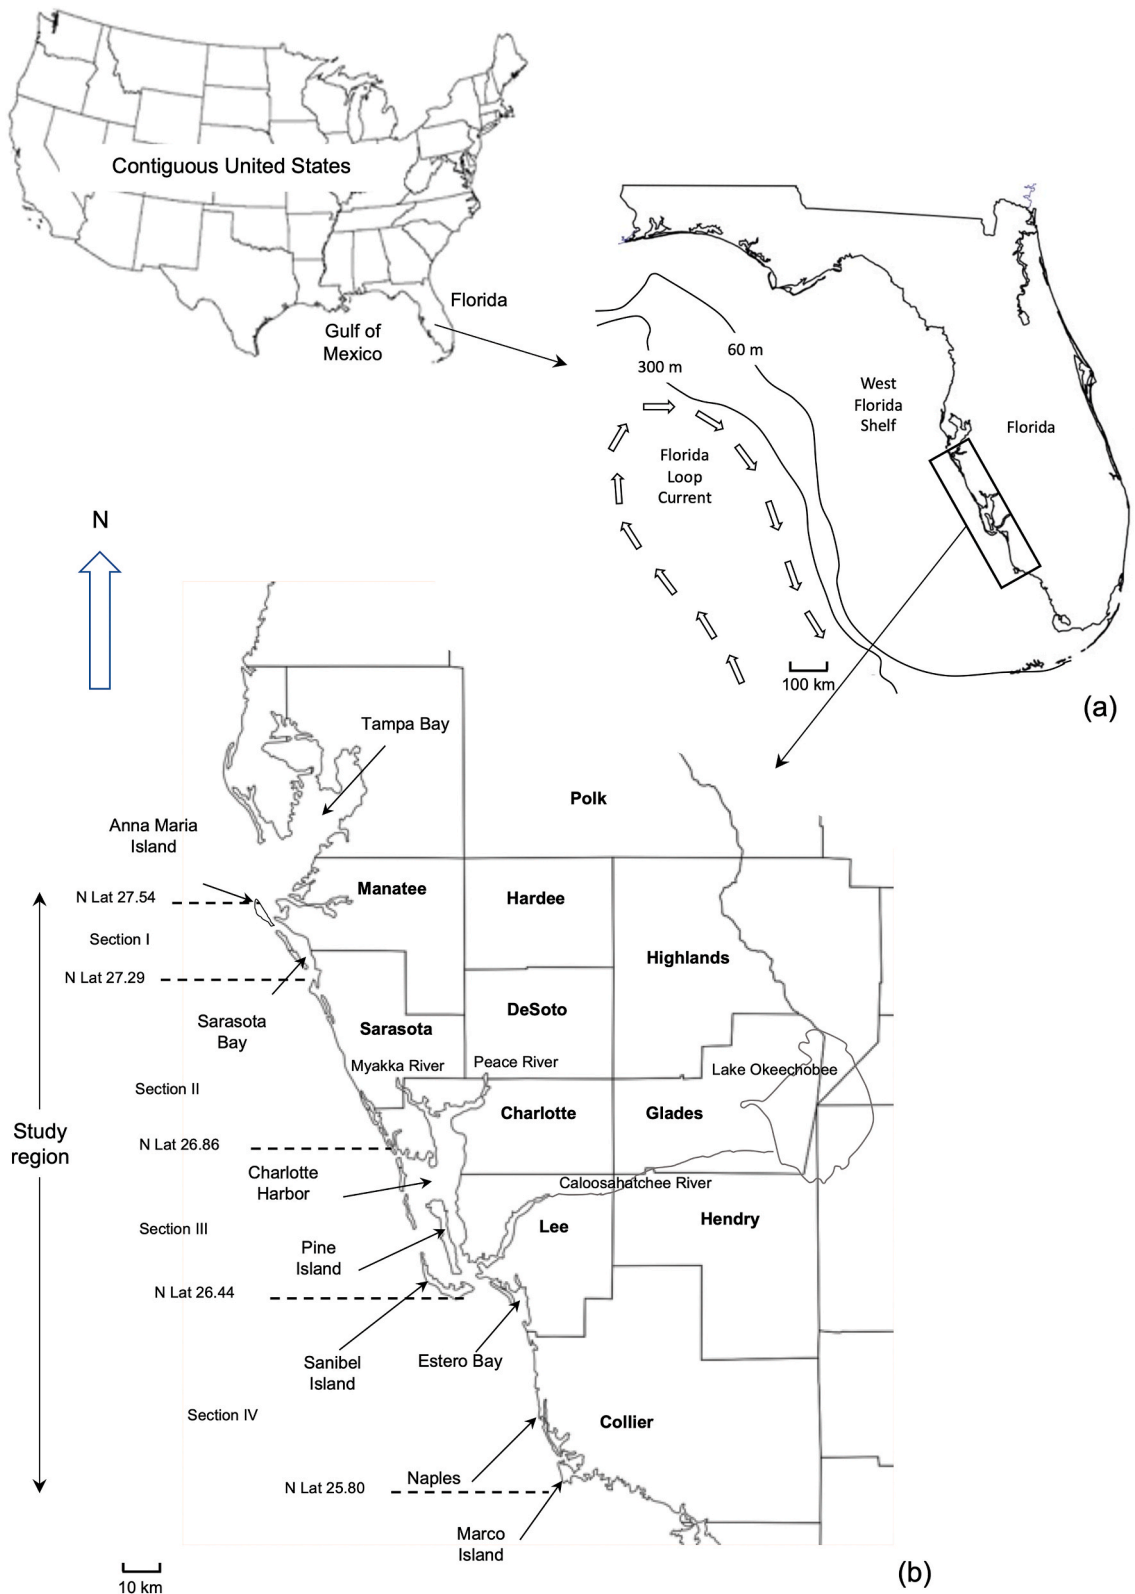 Contiguous United States
Florida
Gulf of
Mexico
60 m
300 m
West
Florida
Shelf
Florida
Florida
Loop
Current
100 km
(a)
N
Tampa Bay
Polk
Anna Maria
Island
Manatee
Hardee
N Lat 27.54
Section I
Highlands
N Lat 27.29
DeSoto
Sarasota
Bay
Sarasota
Myakka River
Peace River
Lake Okeechobee
Section II
Charlotte
Glades
Study
region
N Lat 26.86
Charlotte
Harbor
Caloosahatchee River
Section III
Lee
Hendry
Pine
Island
N Lat 26.44
Sanibel
Island
Estero Bay
Section IV
Collier
Naples
N Lat 25.80
Marco
Island
10 km
(b)